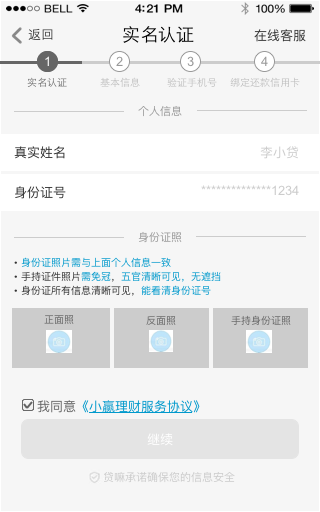 BELL 4:21 PM 100%
返回 实名认证 在线客服
1 2 3 4
实名认证 基本信息 验证手机号 绑定还款信用卡
个人信息
真实姓名 李小贷
身份证号 **************1234
身份证照
· 身份证照片需与上面个人信息一致
· 手持证件照片需免冠，五官清晰可见，无遮挡
· 身份证所有信息清晰可见，能看清身份证号
正面照 反面照 手持身份证照
我同意《小赢理财服务协议》
继续
贷嘛承诺确保您的信息安全